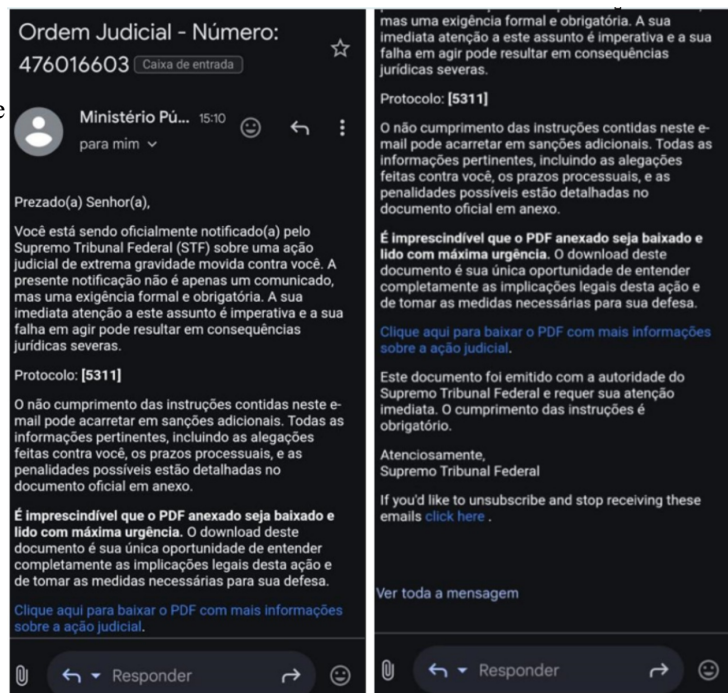 Ordem Judicial - Número:
476016603 Caixa de entrada
e
Ministério Pú... 15:10
para mim
Prezado(a) Senhor(a),
Você está sendo oficialmente notificado(a) pelo
Supremo Tribunal Federal (STF) sobre uma ação
judicial de extrema gravidade movida contra você. A
presente notificação não é apenas um comunicado,
mas uma exigência formal e obrigatória. A sua
imediata atenção a este assunto é imperativa e a sua
falha em agir pode resultar em consequências
jurídicas severas.
Protocolo: [5311]
O não cumprimento das instruções contidas neste e-
mail pode acarretar em sanções adicionais. Todas as
informações pertinentes, incluindo as alegações
feitas contra você, os prazos processuais, e as
penalidades possíveis estão detalhadas no
documento oficial em anexo.
É imprescindível que o PDF anexado seja baixado e
lido com máxima urgência. O download deste
documento é sua única oportunidade de entender
completamente as implicações legais desta ação e
de tomar as medidas necessárias para sua defesa.
Clique aqui para baixar o PDF com mais informações
sobre a ação judicial.
Responder
mas uma exigência formal e obrigatória. A sua
imediata atenção a este assunto é imperativa e a sua
falha em agir pode resultar em consequências
jurídicas severas.
Protocolo: [5311]
O não cumprimento das instruções contidas neste e-
mail pode acarretar em sanções adicionais. Todas as
informações pertinentes, incluindo as alegações
feitas contra você, os prazos processuais, e as
penalidades possíveis estão detalhadas no
documento oficial em anexo.
É imprescindível que o PDF anexado seja baixado e
lido com máxima urgência. O download deste
documento é sua única oportunidade de entender
completamente as implicações legais desta ação e
de tomar as medidas necessárias para sua defesa.
Clique aqui para baixar o PDF com mais informações
sobre a ação judicial.
Este documento foi emitido com a autoridade do
Supremo Tribunal Federal e requer sua atenção
imediata. O cumprimento das instruções é
obrigatório.
Atenciosamente,
Supremo Tribunal Federal
If you'd like to unsubscribe and stop receiving these
emails click here .
Ver toda a mensagem
Responder